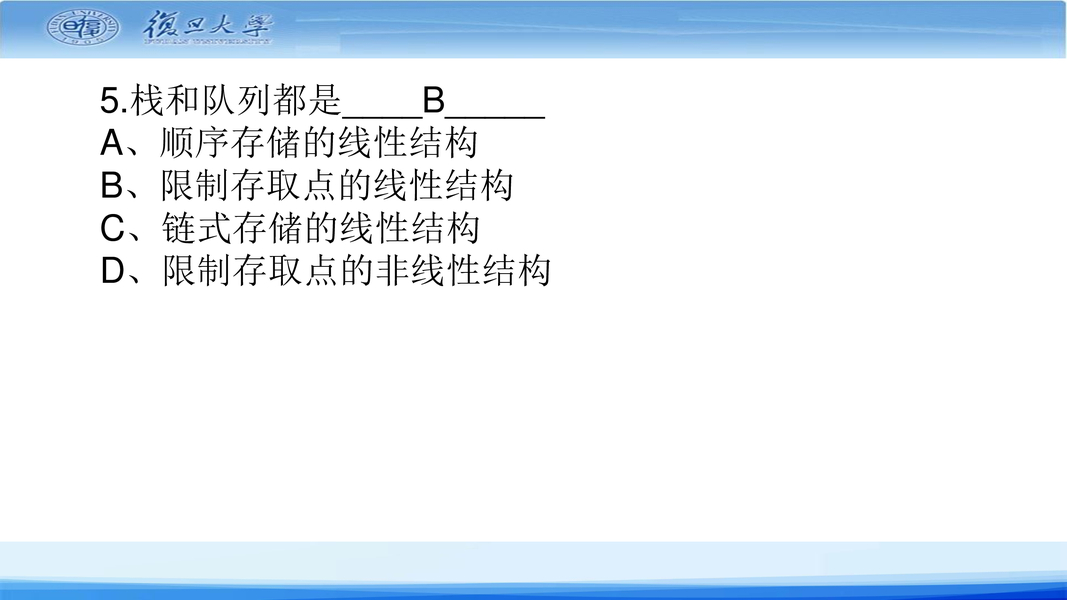 復旦大學
FUDAN UNIVERSITY
5.栈和队列都是____B_____
A、顺序存储的线性结构
B、限制存取点的线性结构
C、链式存储的线性结构
D、限制存取点的非线性结构